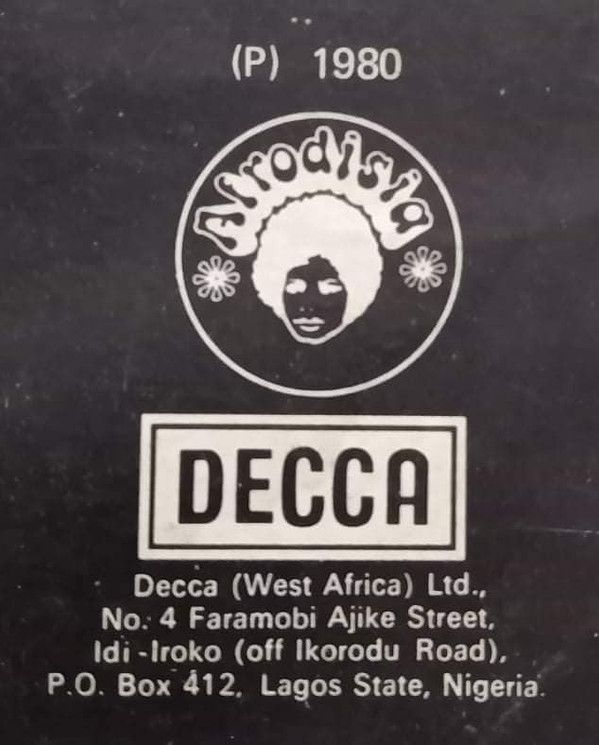 (P) 1980
Afrodisia
DECCA
Decca (West Africa) Ltd.,
No. 4 Faramobi Ajike Street,
Idi-Iroko (off Ikorodu Road),
P.O. Box 412, Lagos State, Nigeria.